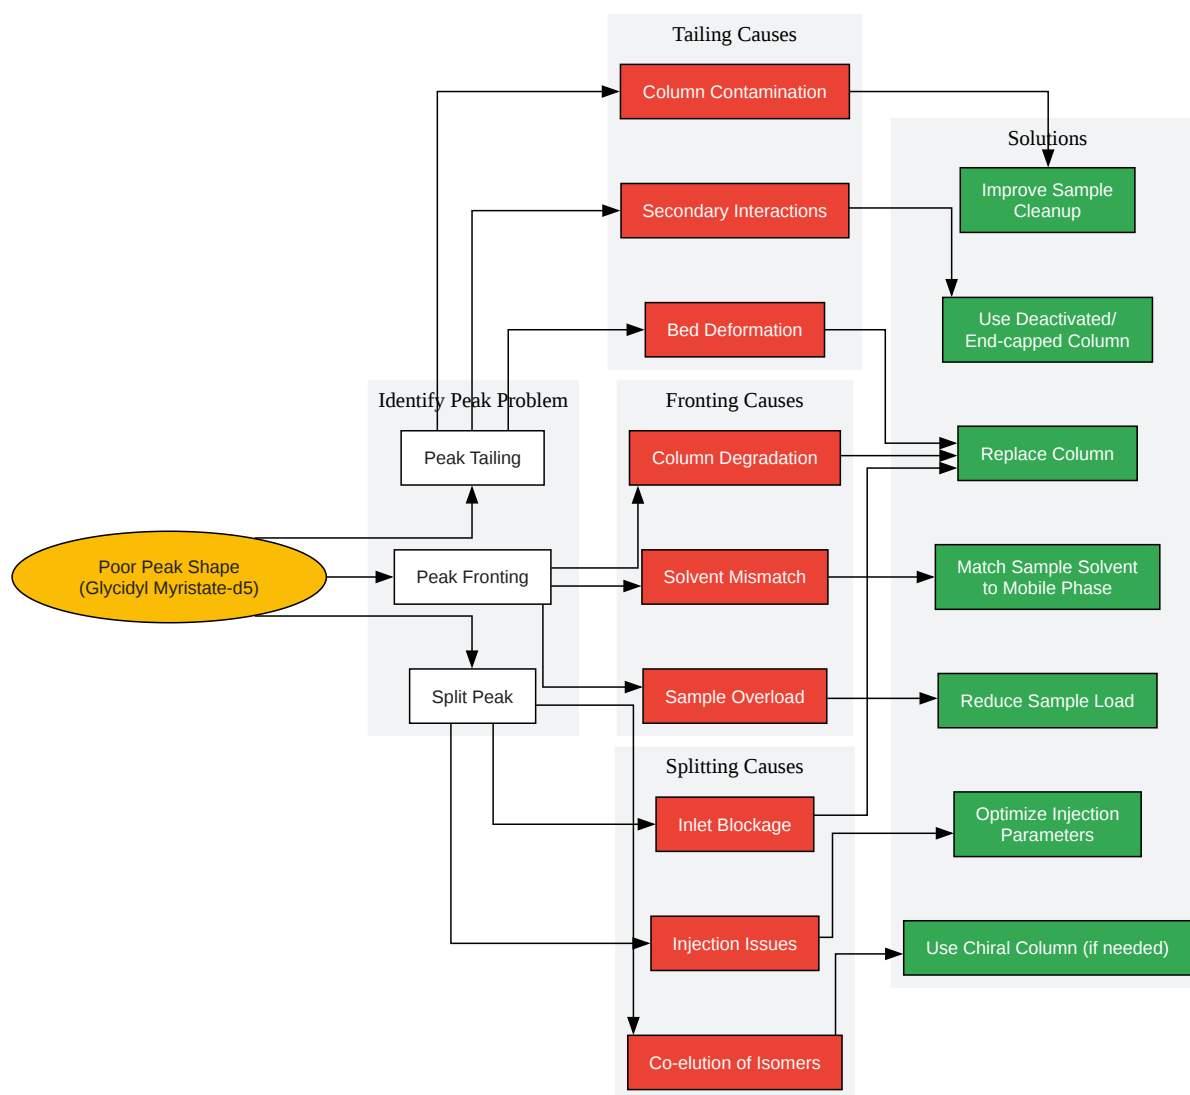 Tailing Causes
Column Contamination
Secondary Interactions
Bed Deformation
Solutions
Improve Sample
Cleanup
Use Deactivated/
End-capped Column
Replace Column
Match Sample Solvent
to Mobile Phase
Reduce Sample Load
Optimize Injection
Parameters
Use Chiral Column (if needed)
Identify Peak Problem
Peak Tailing
Peak Fronting
Split Peak
Fronting Causes
Column Degradation
Solvent Mismatch
Sample Overload
Poor Peak Shape
(Glycidyl Myristate-d5)
Splitting Causes
Inlet Blockage
Injection Issues
Co-elution of Isomers